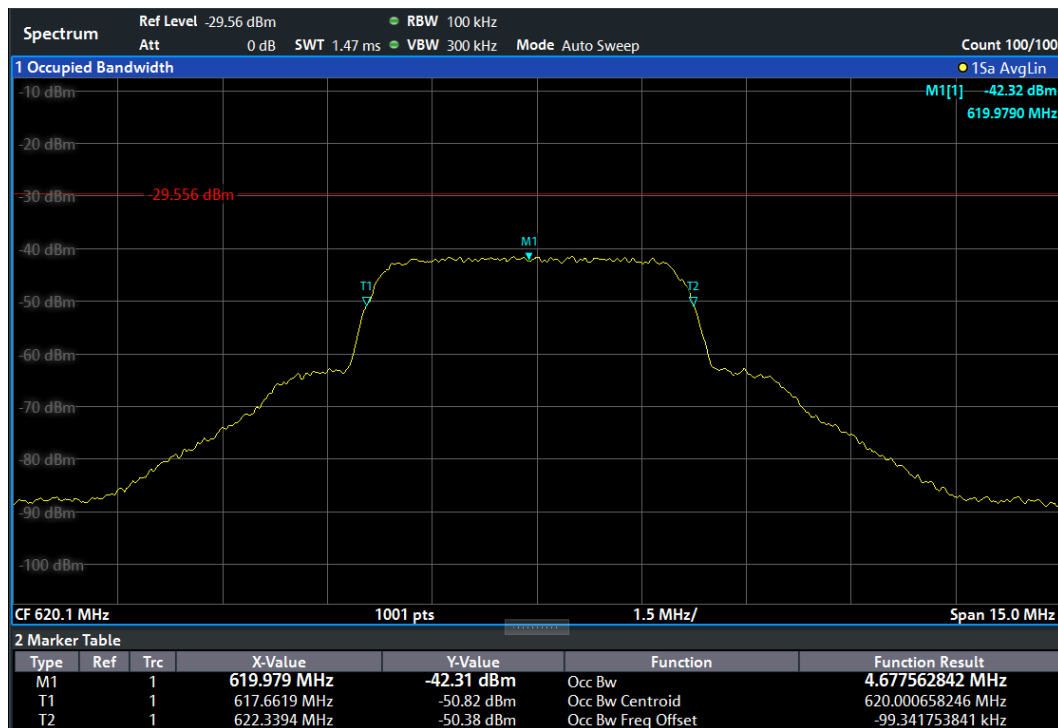 Spectrum
Ref Level -29.56 dBm RBW 100 kHz
Att 0 dB SWT 1.47 ms VBW 300 kHz Mode Auto Sweep Count 100/100
1 Occupied Bandwidth 1Sa AvgLin
M1[1] -42.32 dBm
619.9790 MHz
-10 dBm
-20 dBm
-30 dBm
-29.556 dBm
-40 dBm
M1
-50 dBm
T1
T2
-60 dBm
-70 dBm
-80 dBm
-90 dBm
-100 dBm
CF 620.1 MHz 1001 pts 1.5 MHz/ Span 15.0 MHz
2 Marker Table
Type Ref Trc X-Value Y-Value Function Function Result
M1 1 619.979 MHz -42.31 dBm Occ Bw 4.677562842 MHz
T1 1 617.6619 MHz -50.82 dBm Occ Bw Centroid 620.000658246 MHz
T2 1 622.3394 MHz -50.38 dBm Occ Bw Freq Offset -99.341753841 kHz